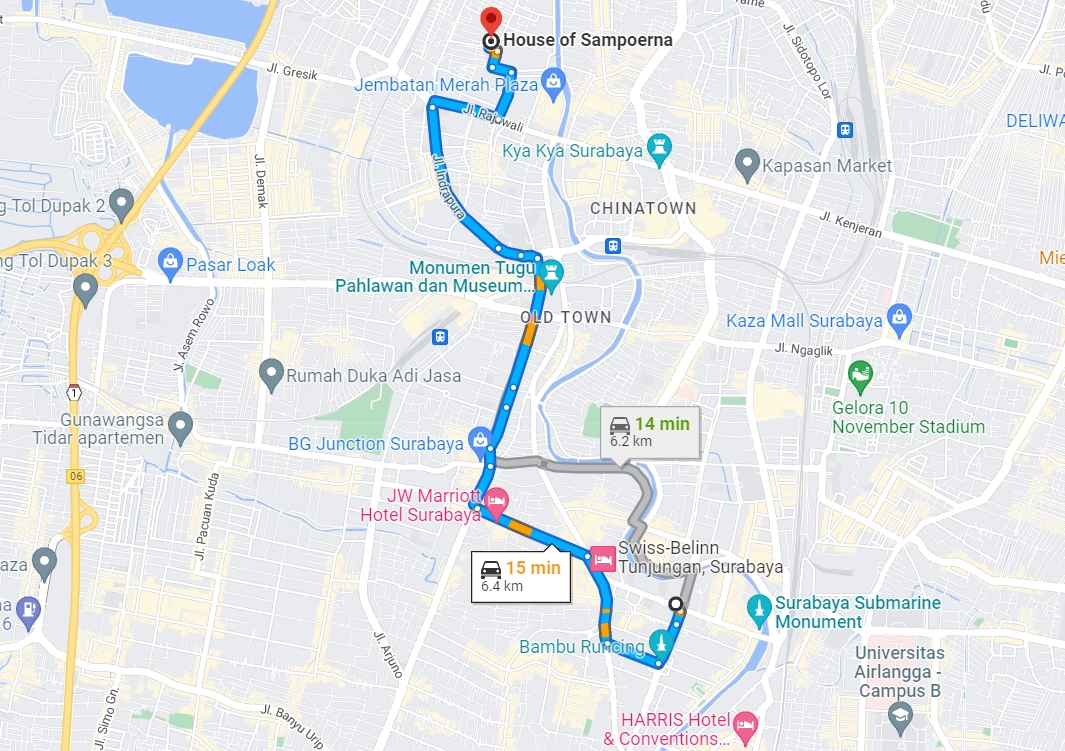 House of Sampoerna
Jl. Gresik
Jembatan Merah Plaza
Jl. Rajawali
Jl. Sidotopo Lor
DELIWA
Kya Kya Surabaya
Kapasan Market
Jl. Demak
Jl. Indrapura
g Tol Dupak 2
CHINATOWN
Jl. Kenjeran
ng Tol Dupak 3
Pasar Loak
Monumen Tugu
Pahlawan dan Museum...
Mie
OLD TOWN
Kaza Mall Surabaya
Jl. Asem Rowo
Jl. Ngaglik
Rumah Duka Adi Jasa
1
Gelora 10
November Stadium
Gunawangsa
Tidar apartemen
BG Junction Surabaya
14 min
6.2 km
06
Jl. Pacuan Kuda
JW Marriott
Hotel Surabaya
Swiss-Belinn
Tunjungan, Surabaya
15 min
6.4 km
aza
a
6
Surabaya Submarine
Monument
Bambu Runcing
Jl. Arjuno
Universitas
Airlangga -
Campus B
Jl. Simo Gn.
Jl. Banyu Urip
HARRIS Hotel
& Conventions...